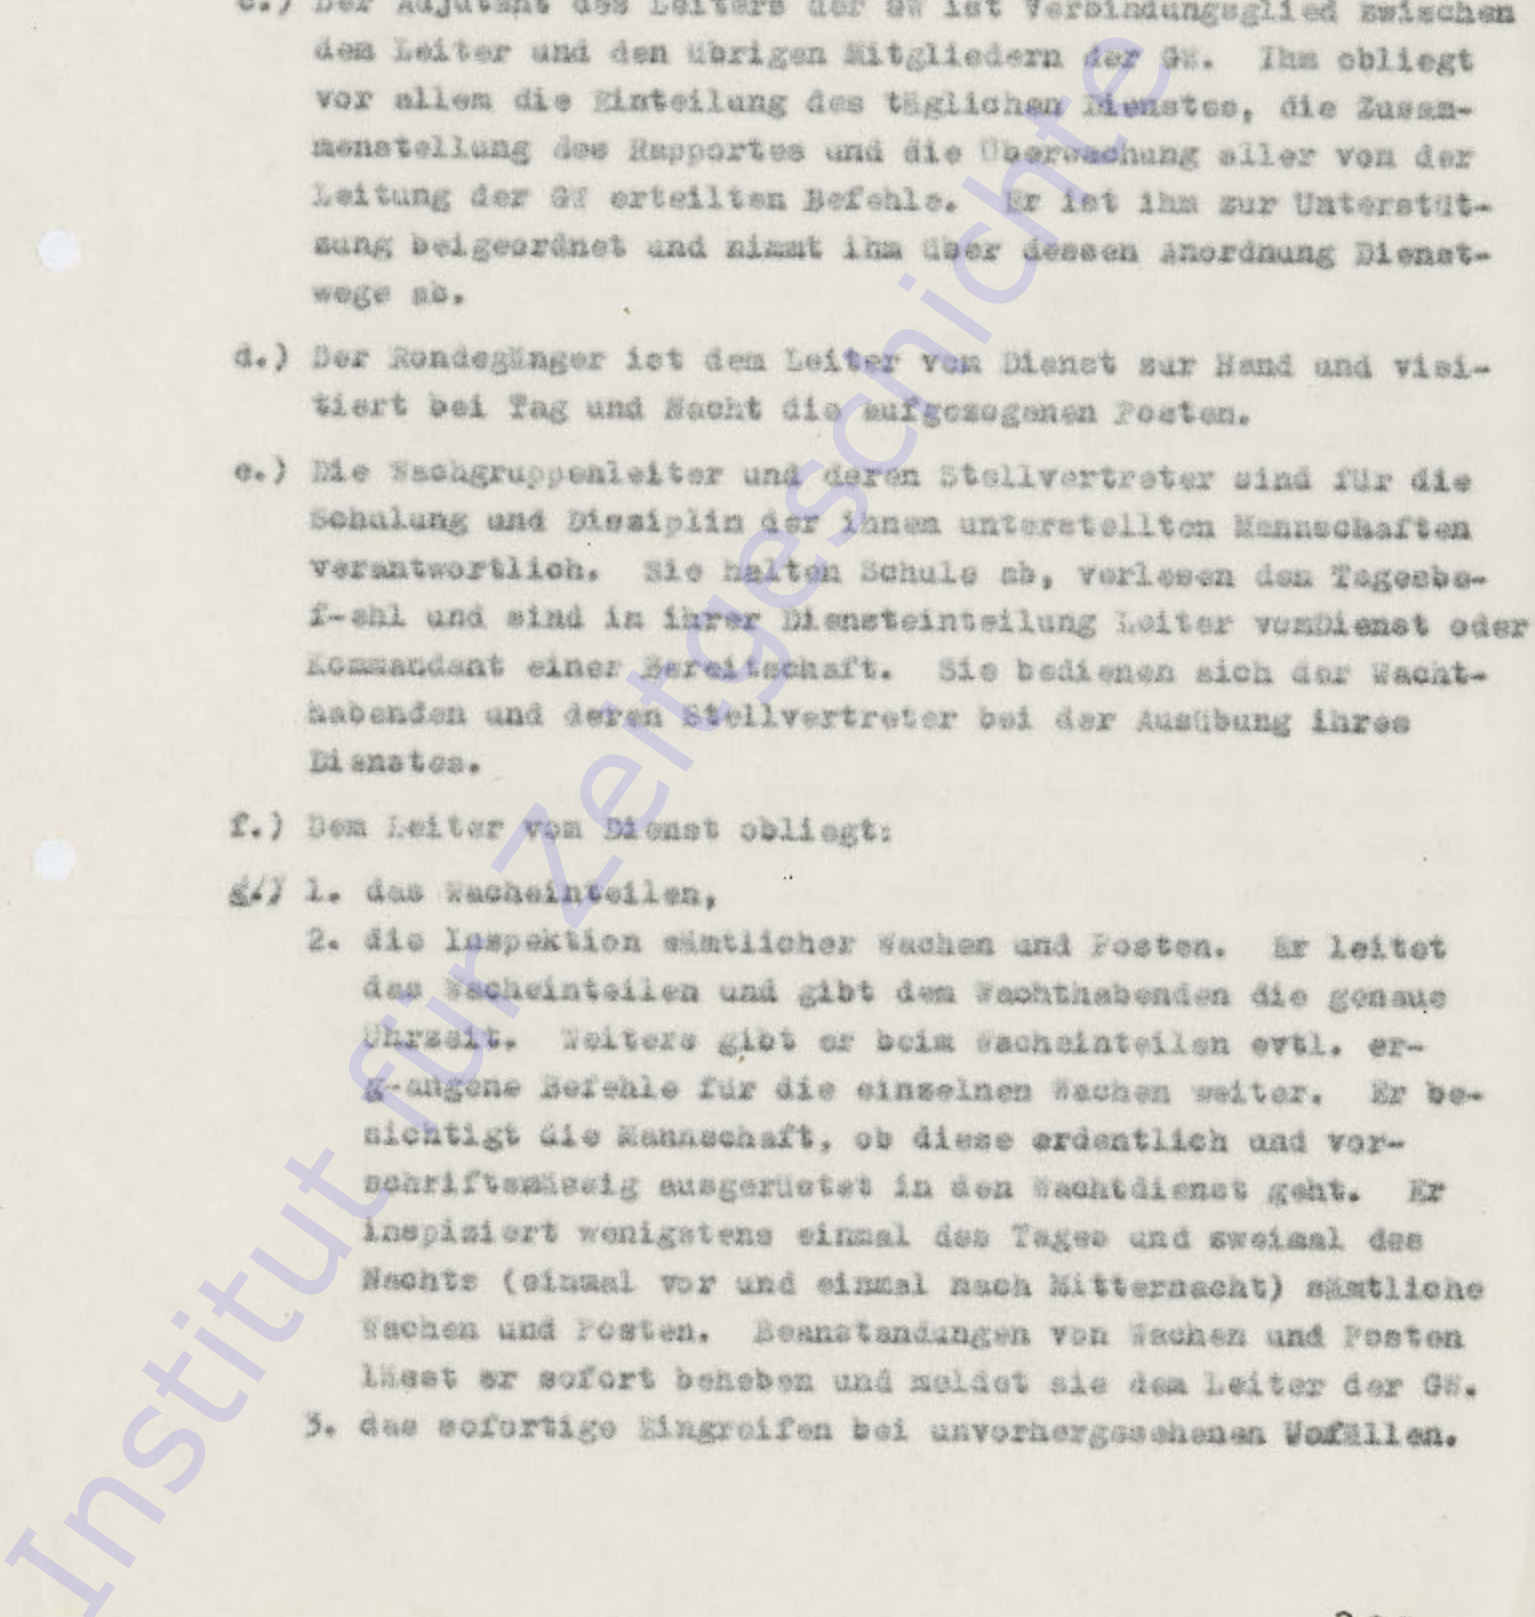 c.) Der Adjutant des Leiters der GW ist Verbindungsglied zwischen
dem Leiter und den übrigen Mitgliedern der GW. Ihm obliegt
vor allem die Einteilung des täglichen Dienstes, die Zusam-
menstellung des Rapportes und die Überwachung aller von der
Leitung der GW erteilten Befehle. Er ist ihm zur Unterstüt-
zung beigeordnet und nimmt ihm über dessen Anordnung Dienst-
wege ab.
d.) Der Rondegänger ist dem Leiter vom Dienst zur Hand und visi-
tiert bei Tag und Nacht die aufgezogenen Posten.
e.) Die Wachgruppenleiter und deren Stellvertreter sind für die
Schulung und Disziplin der ihnen unterstellten Mannschaften
verantwortlich. Sie halten Schule ab, verlesen den Tagesbe-
f-ehl und sind in ihrer Diensteinteilung Leiter vomDienst oder
Kommandant einer Bereitschaft. Sie bedienen sich der Wacht-
habenden und deren Stellvertreter bei der Ausübung ihres
Dienstes.
f.) Dem Leiter vom Dienst obliegt:
g.) 1. das Wacheinteilen,
2. die Inspektion sämtlicher Wachen und Posten. Er leitet
das Wacheinteilen und gibt dem Wachthabenden die genaue
Uhrzeit. Weiters gibt er beim Wacheinteilen evtl. er-
g-angene Befehle für die einzelnen Wachen weiter. Er be-
sichtigt die Mannschaft, ob diese ordentlich und vor-
schriftsmässig ausgerüstet in den Wachtdienst geht. Er
inspiziert wenigstens einmal des Tages und zweimal des
Nachts (einmal vor und einmal nach Mitternacht) sämtliche
Wachen und Posten. Beanstandungen von Wachen und Posten
lässt er sofort beheben und meldet sie dem Leiter der GW.
3. das sofortige Eingreifen bei unvorhergesehenen
Institut für Zeitgeschichte